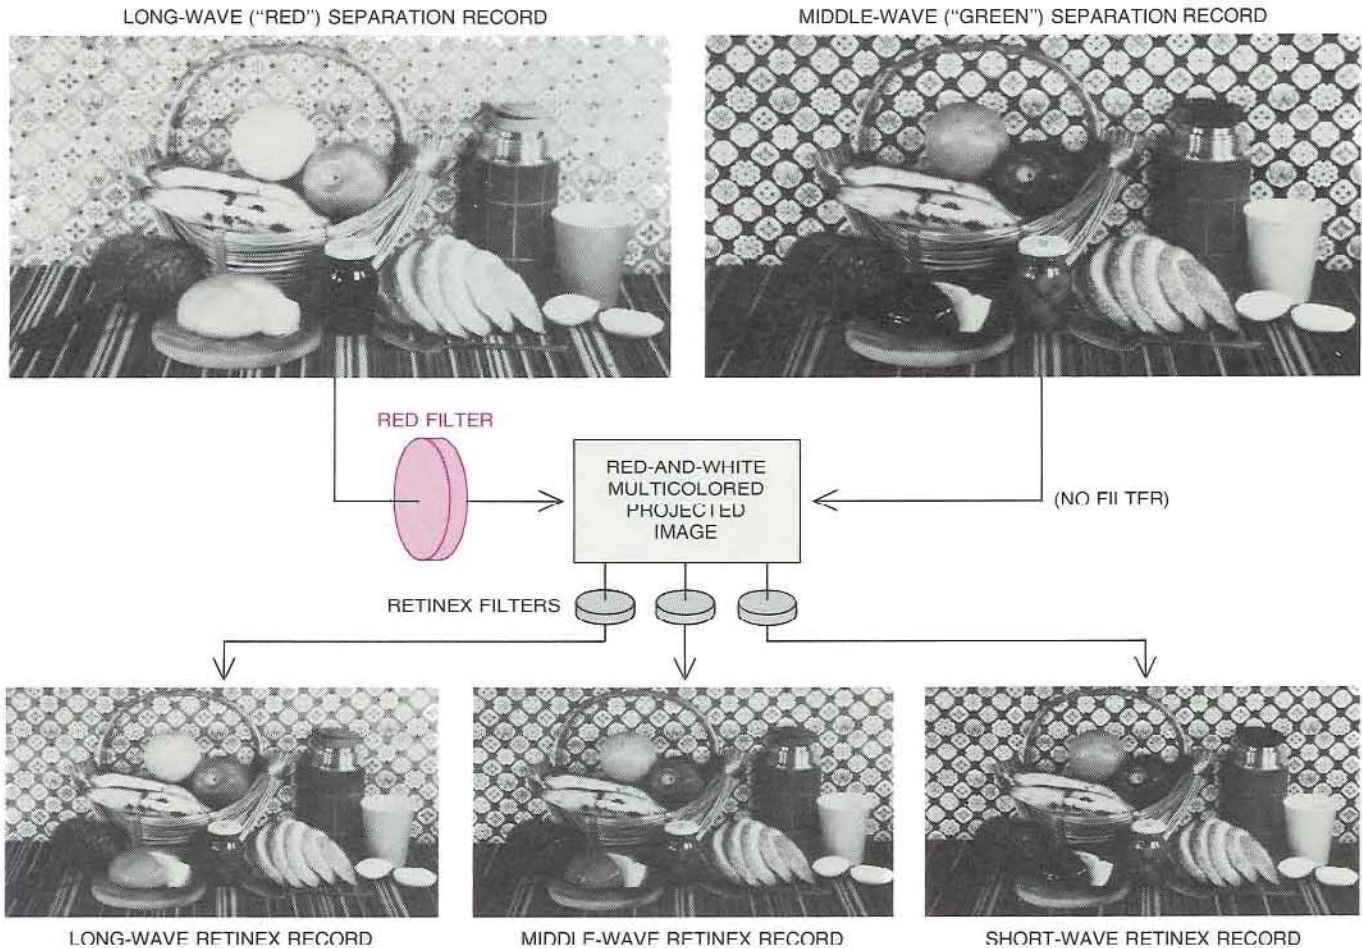 LONG-WAVE (“RED”) SEPARATION RECORD
MIDDLE-WAVE (“GREEN”) SEPARATION RECORD
RED FILTER
RED-AND-WHITE
MULTICOLORED
PROJECTED
IMAGE
(NO FILTER)
RETINEX FILTERS
LONG-WAVE RETINEX RECORD
MIDDLE-WAVE RETINEX RECORD
SHORT-WAVE RETINEX RECORD